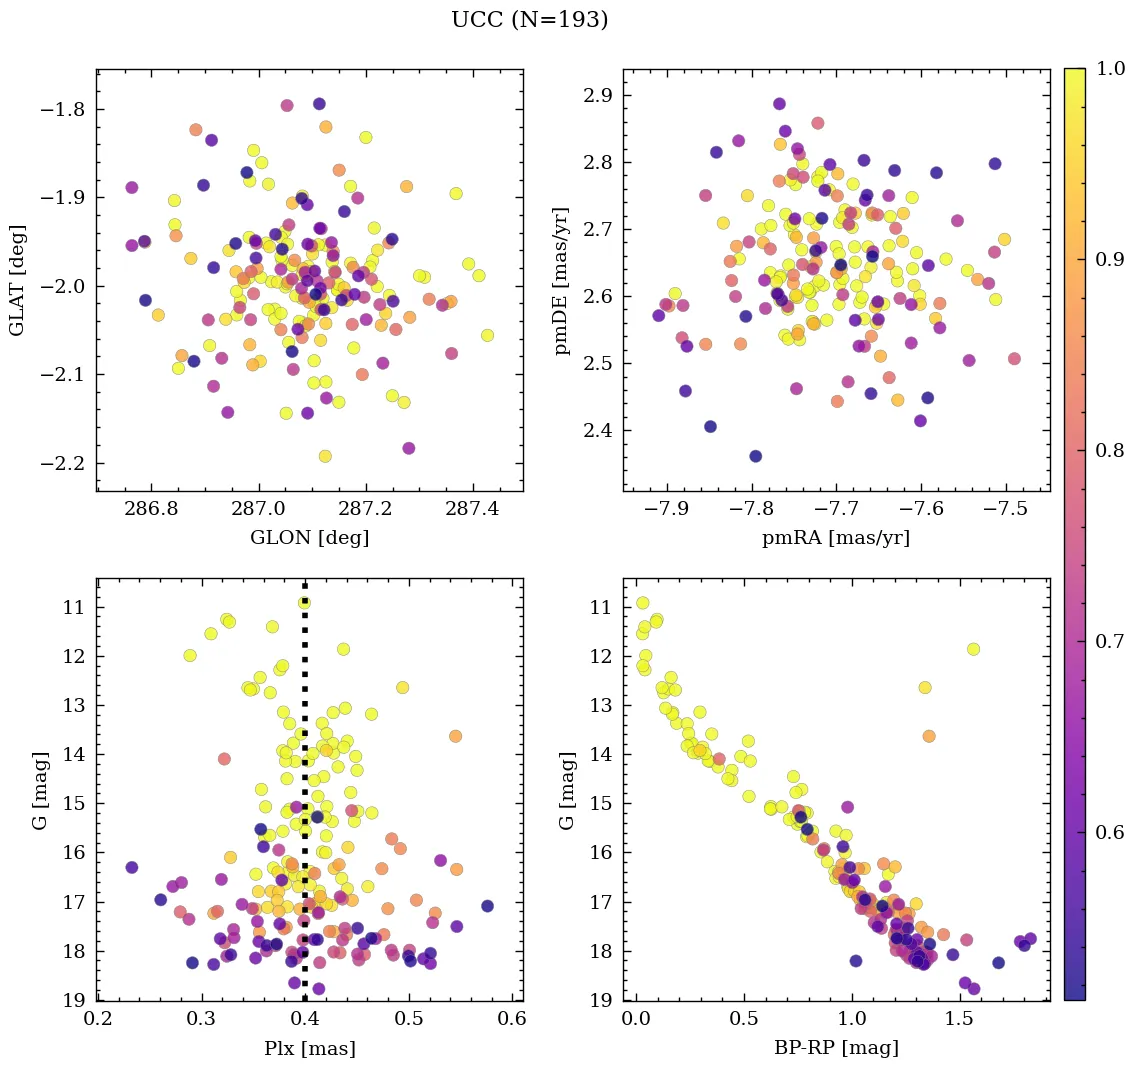 UCC (N=193)
GLAT [deg]
−1.8
−1.9
−2.0
−2.1
−2.2
286.8 287.0 287.2 287.4
GLON [deg]
pmDE [mas/yr]
2.9
2.8
2.7
2.6
2.5
2.4
−7.9 −7.8 −7.7 −7.6 −7.5
pmRA [mas/yr]
1.0
0.9
0.8
0.7
0.6
G [mag]
11
12
13
14
15
16
17
18
19
0.2 0.3 0.4 0.5 0.6
Plx [mas]
G [mag]
11
12
13
14
15
16
17
18
19
0.0 0.5 1.0 1.5
BP-RP [mag]